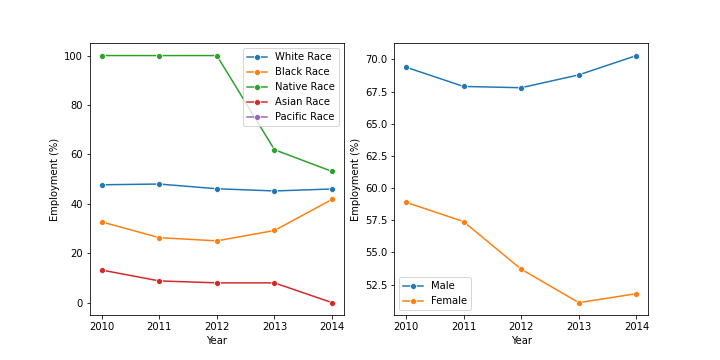 100
80
60
40
20
0
Employment (%)
2010 2011 2012 2013 2014
Year
White Race
Black Race
Native Race
Asian Race
Pacific Race
70.0
67.5
65.0
62.5
60.0
57.5
55.0
52.5
Employment (%)
2010 2011 2012 2013 2014
Year
Male
Female